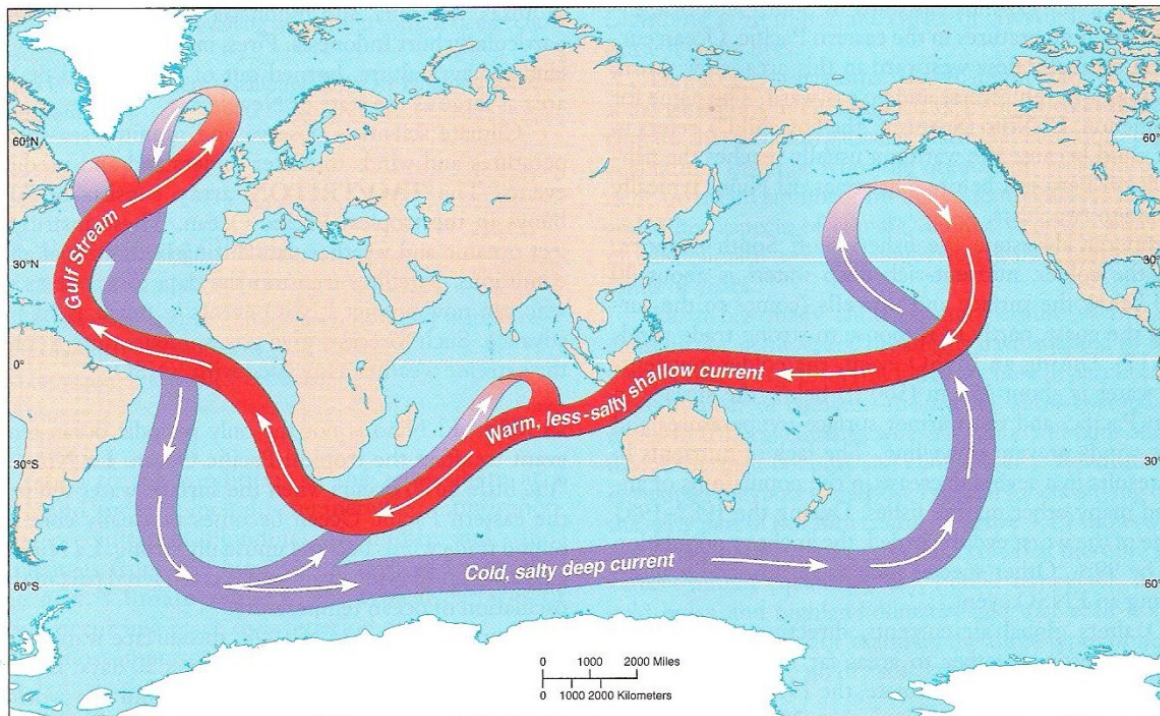 60°N
60°
Gulf Stream
30°N
30°
0°
0°
Warm, less-salty shallow current
30°S
30°S
Cold, salty deep current
60°S
60°
0 1000 2000 Miles
0 1000 2000 Kilometers